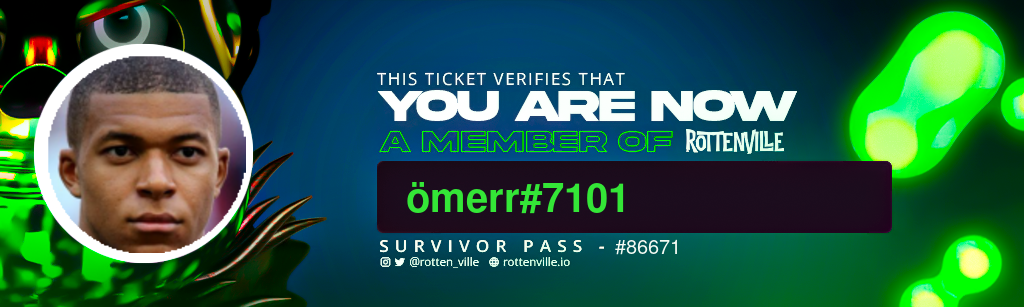 THIS TICKET VERIFIES THAT
YOU ARE NOW
A MEMBER OF ROTTENVILLE
ömerr#7101
SURVIVOR PASS - #86671
@rotten_ville rottenville.io